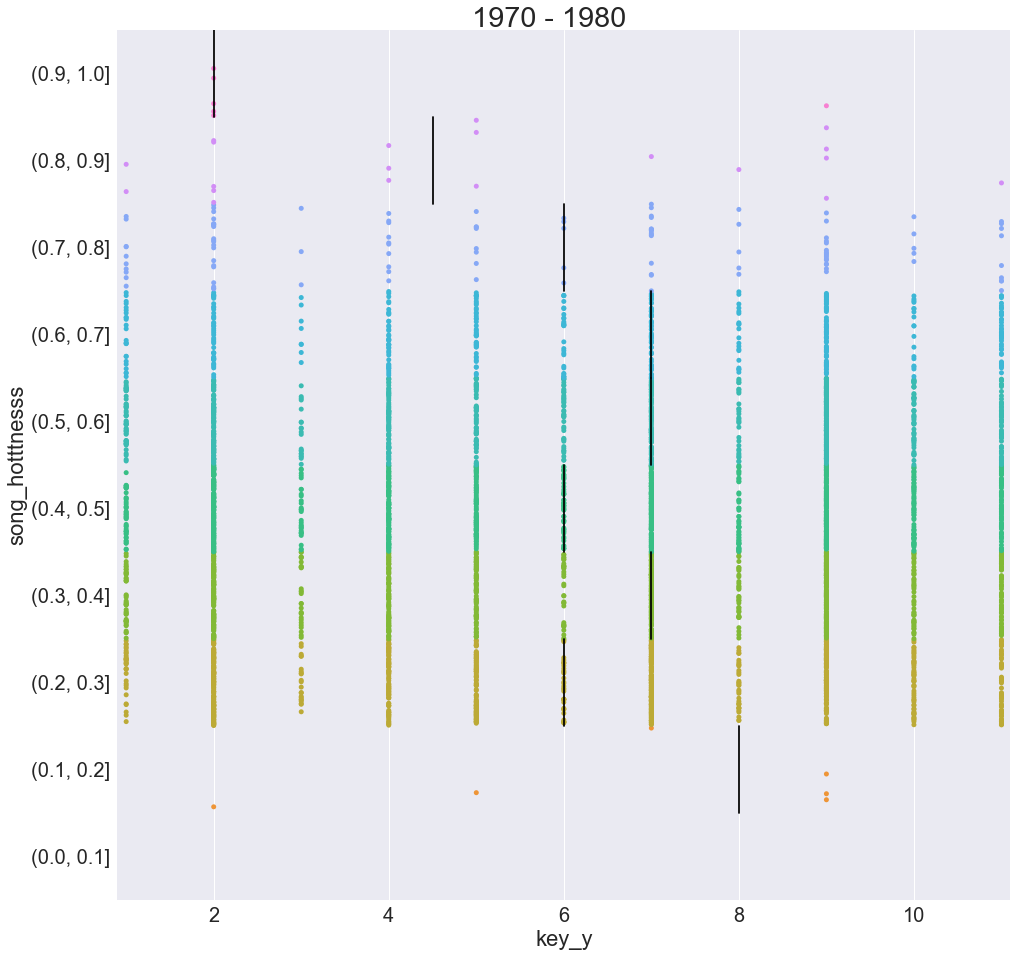 1970 - 1980
(0.9, 1.0]
(0.8, 0.9]
(0.7, 0.8]
(0.6, 0.7]
(0.5, 0.6]
(0.4, 0.5]
(0.3, 0.4]
(0.2, 0.3]
(0.1, 0.2]
(0.0, 0.1]
song_hotttnesss
2 4 6 8 10
key_y